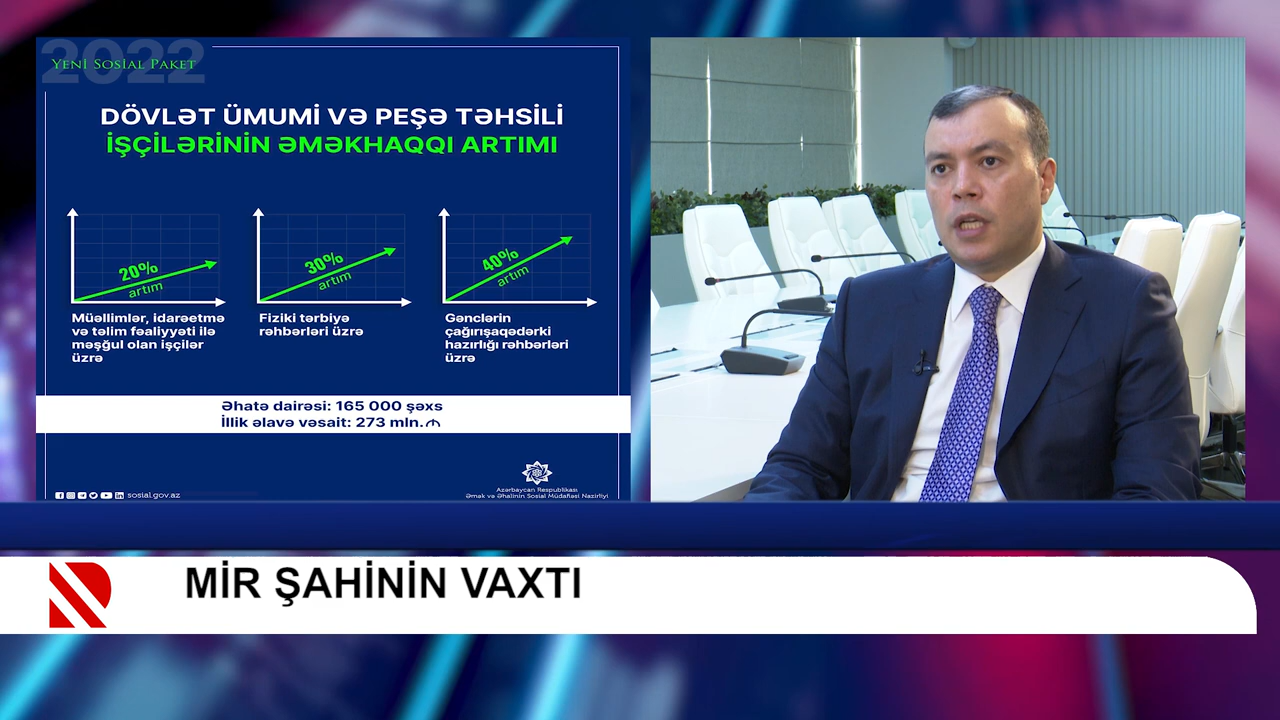 2022
YENİ SOSİAL PAKET
DÖVLƏT ÜMUMİ VƏ PEŞƏ TƏHSİLİ
İŞÇİLƏRİNİN ƏMƏKHAQQI ARTIMI
20%
artım
Müəllimlər, idarəetmə
və təlim fəaliyyəti ilə
məşğul olan işçilər
üzrə
30%
artım
Fiziki tərbiyə
rəhbərləri üzrə
40%
artım
Gənclərin
çağırışaqədərki
hazırlığı rəhbərləri
üzrə
Əhatə dairəsi: 165 000 şəxs
İllik əlavə vəsait: 273 mln.₼
sosial.gov.az
Azərbaycan Respublikası
Əmək və Əhalinin Sosial Müdafiəsi Nazirliyi
MİR ŞAHİNİN VAXTI